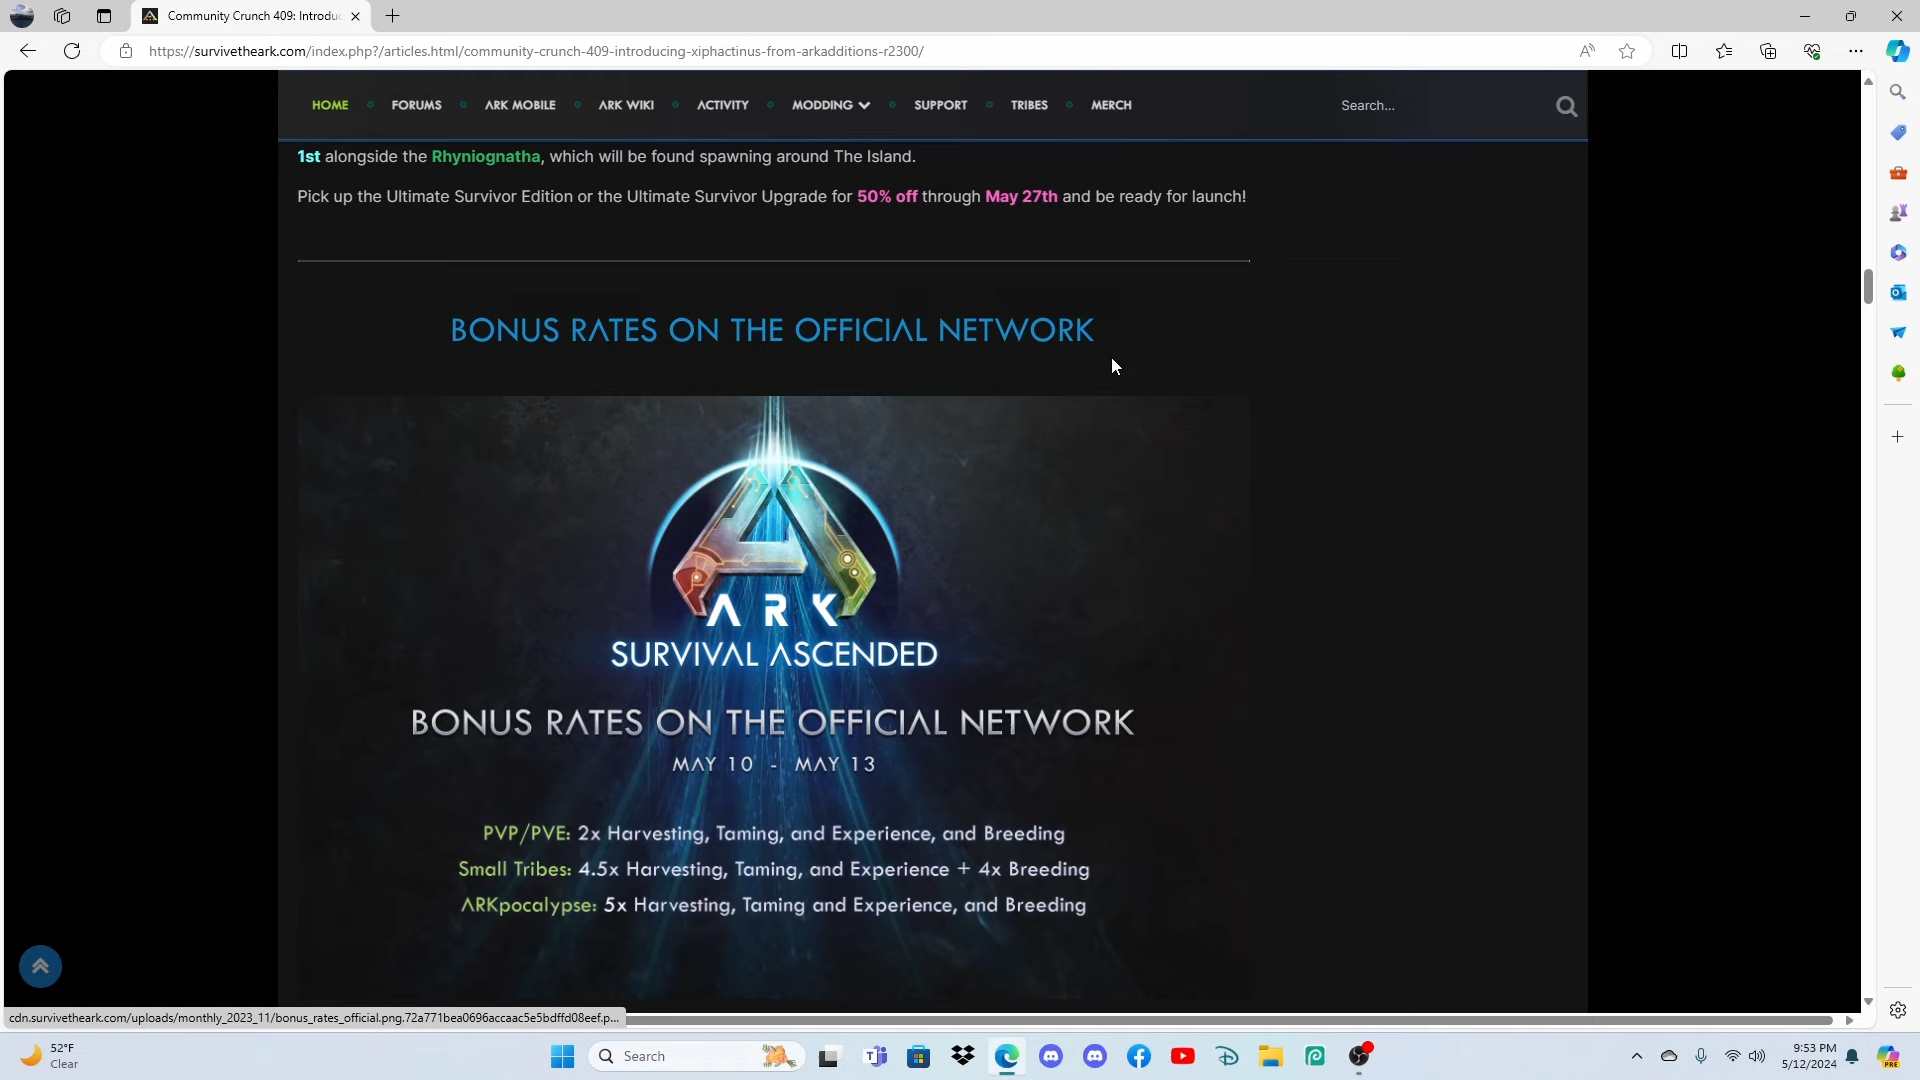 Community Crunch 409: Introduc
https://survivetheark.com/index.php?/articles.html/community-crunch-409-introducing-xiphactinus-from-arkadditions-r2300/
HOME FORUMS ARK MOBILE ARK WIKI ACTIVITY MODDING SUPPORT TRIBES MERCH Search...
1st alongside the Rhyniognatha, which will be found spawning around The Island.
Pick up the Ultimate Survivor Edition or the Ultimate Survivor Upgrade for 50% off through May 27th and be ready for launch!
BONUS RATES ON THE OFFICIAL NETWORK
ARK
SURVIVAL ASCENDED
BONUS RATES ON THE OFFICIAL NETWORK
MAY 10 - MAY 13
PVP/PVE: 2x Harvesting, Taming, and Experience, and Breeding
Small Tribes: 4.5x Harvesting, Taming, and Experience + 4x Breeding
ARKpocalypse: 5x Harvesting, Taming and Experience, and Breeding
cdn.survivetheark.com/uploads/monthly_2023_11/bonus_rates_official.png.72a771bea0696accaac5e5bdffd08eef.p...
52°F
Clear
Search
9:53 PM
5/12/2024
PRE